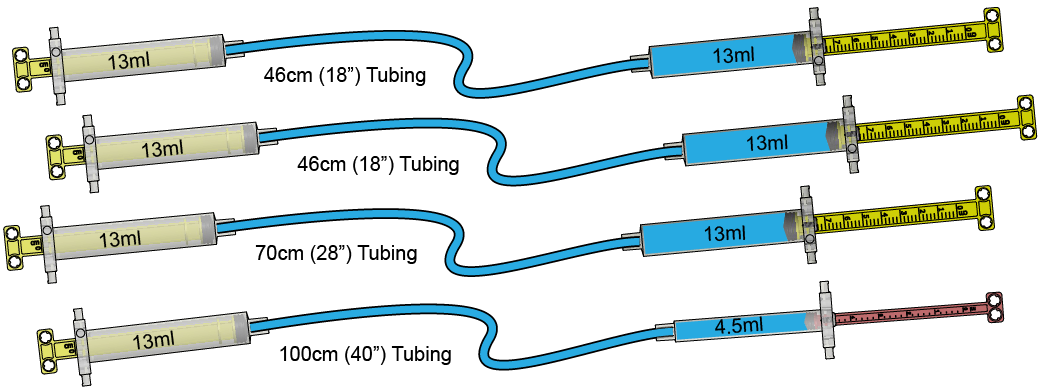 13ml
46cm (18”) Tubing
13ml
13ml
46cm (18”) Tubing
13ml
13ml
70cm (28”) Tubing
13ml
13ml
100cm (40”) Tubing
4.5ml